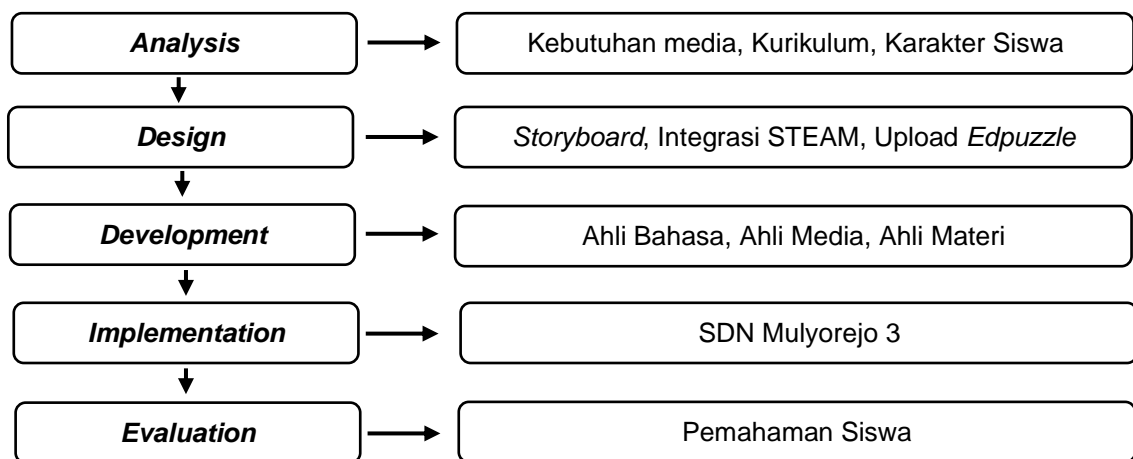 Analysis
Kebutuhan media, Kurikulum, Karakter Siswa
Design
Storyboard, Integrasi STEAM, Upload Edpuzzle
Development
Ahli Bahasa, Ahli Media, Ahli Materi
Implementation
SDN Mulyorejo 3
Evaluation
Pemahaman Siswa